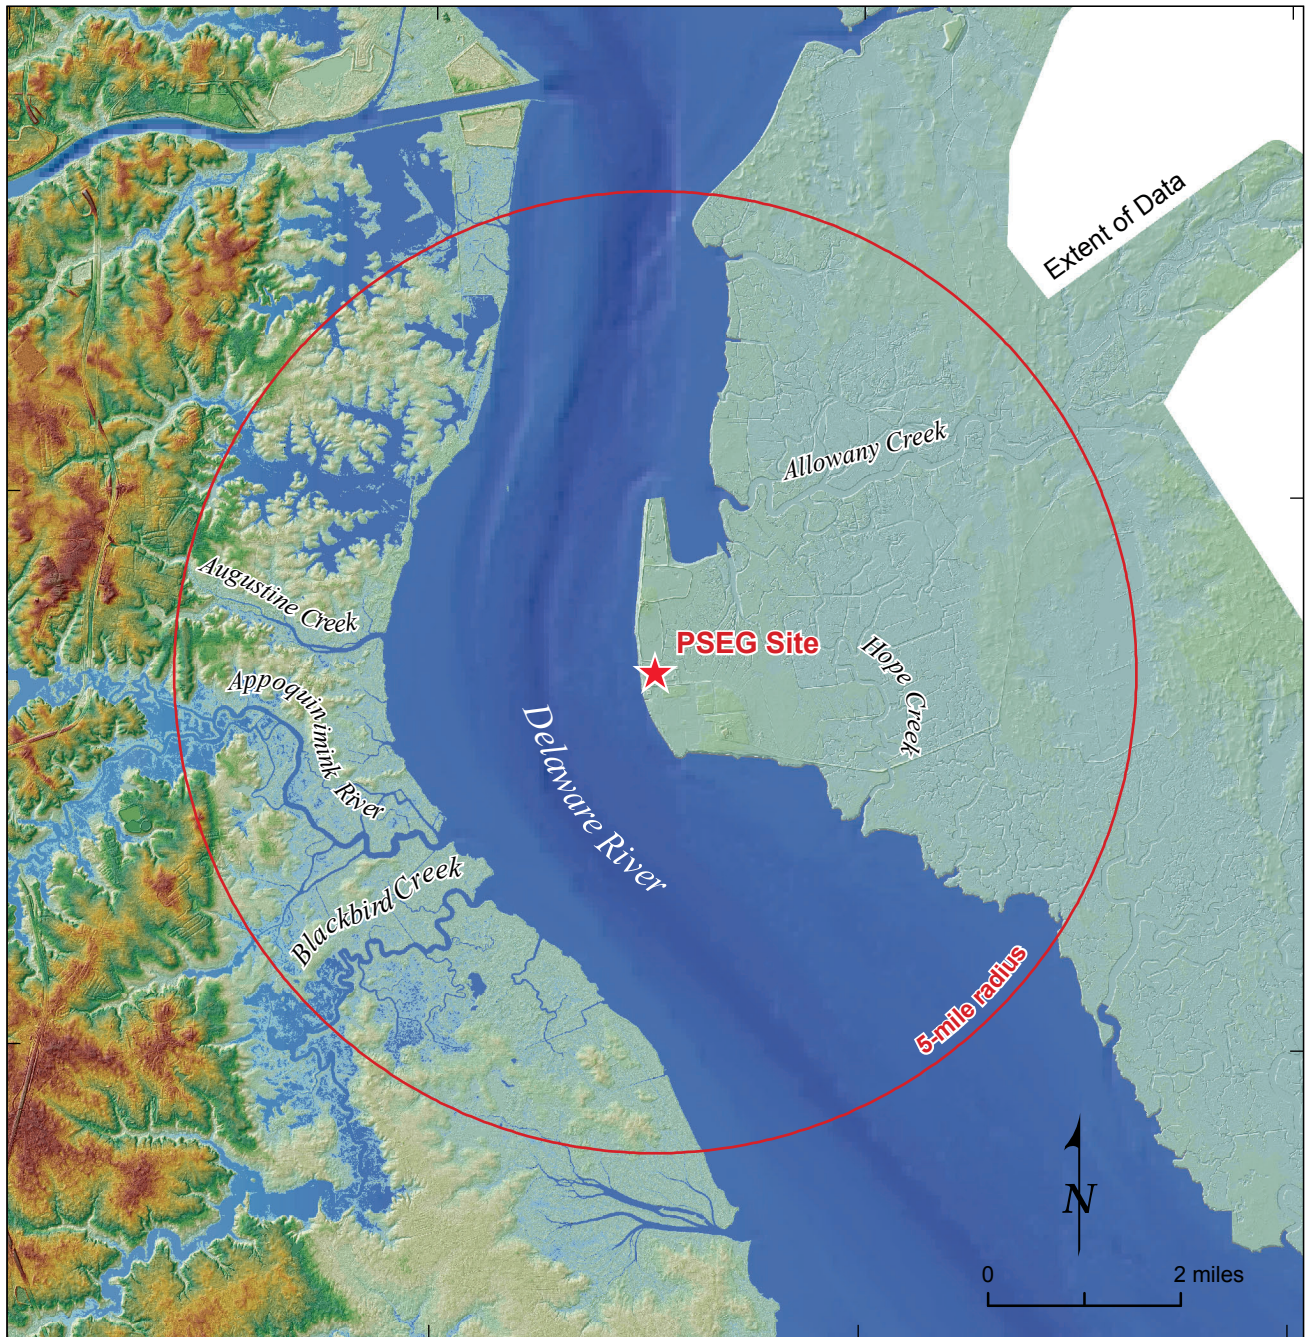 Extent of Data
Allowany Creek
Augustine Creek
PSEG Site
Hope Creek
Appoquinimink River
Delaware River
Blackbird Creek
5-mile radius
N
0 2 miles